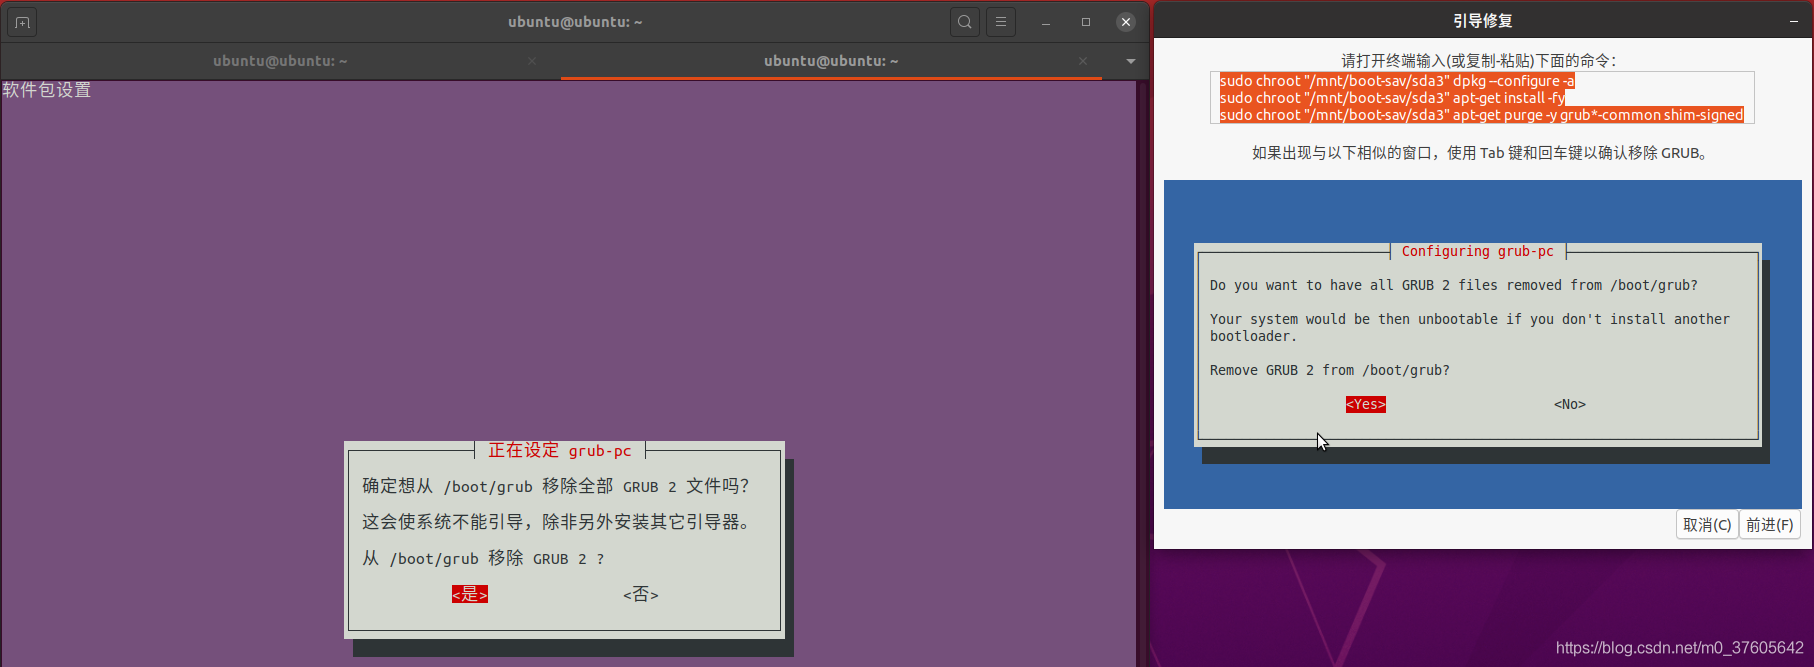 ubuntu@ubuntu: ~
ubuntu@ubuntu: ~
ubuntu@ubuntu: ~
软件包设置
正在设定 grub-pc
确定想从 /boot/grub 移除全部 GRUB 2 文件吗？
这会使系统不能引导，除非另外安装其它引导器。
从 /boot/grub 移除 GRUB 2 ?
<是> <否>
引导修复
请打开终端输入(或复制-粘贴)下面的命令：
sudo chroot "/mnt/boot-sav/sda3" dpkg --configure -a
sudo chroot "/mnt/boot-sav/sda3" apt-get install -fy
sudo chroot "/mnt/boot-sav/sda3" apt-get purge -y grub*-common shim-signed
如果出现与以下相似的窗口，使用 Tab 键和回车键以确认移除 GRUB。
Configuring grub-pc
Do you want to have all GRUB 2 files removed from /boot/grub?
Your system would be then unbootable if you don't install another
bootloader.
Remove GRUB 2 from /boot/grub?
<Yes> <No>
取消(C) 前进(F)
https://blog.csdn.net/m0_37605642